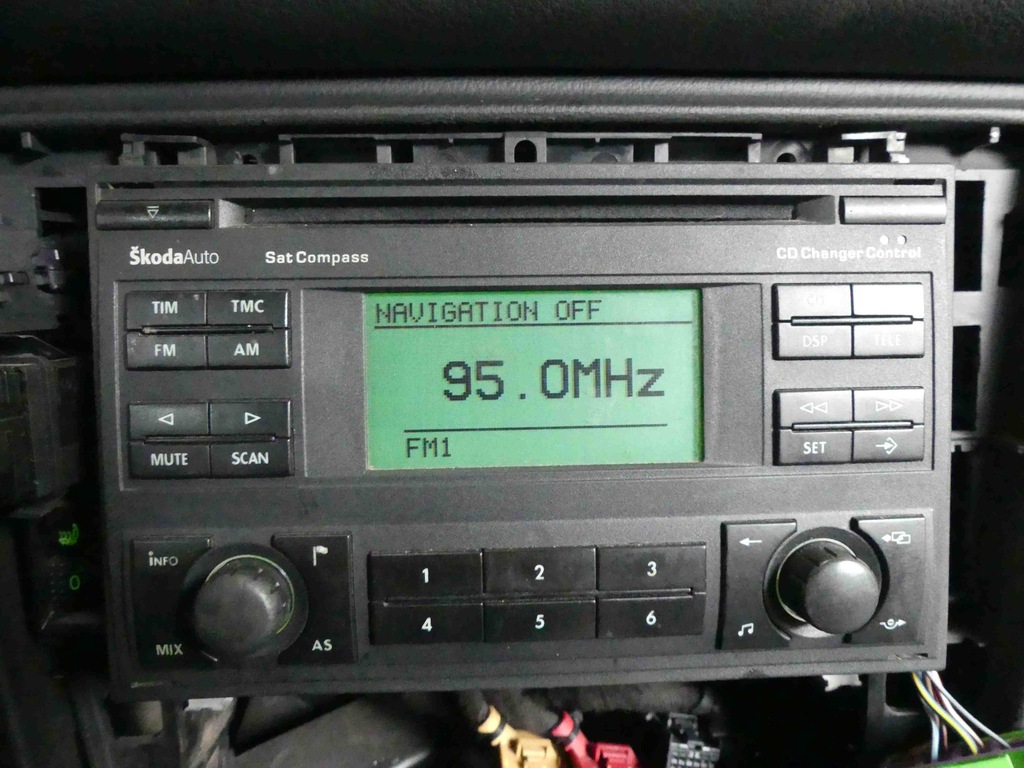 ŠkodaAuto Sat Compass CD Changer Control
TIM TMC
FM AM
MUTE SCAN
NAVIGATION OFF
95.0MHz
FM1
CD
DSP TELE
SET
INFO
MIX AS
1 2 3
4 5 6
0